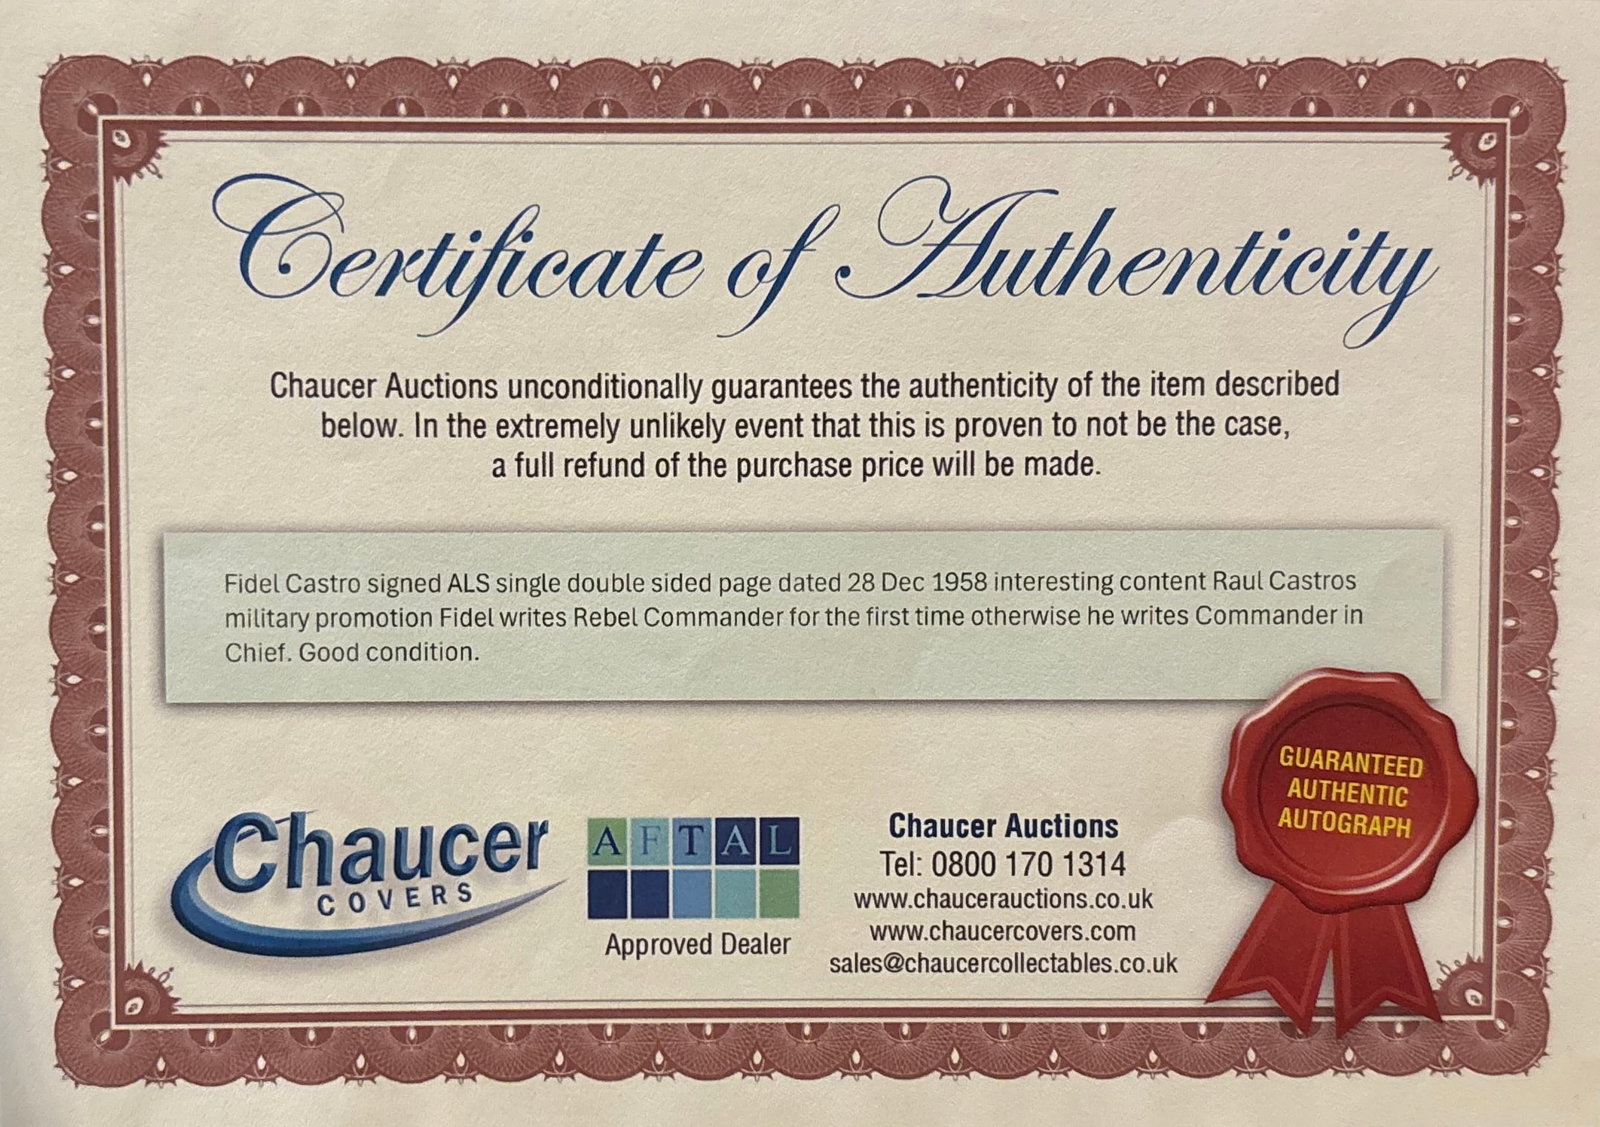 Certificate of Authenticity
Chaucer Auctions unconditionally guarantees the authenticity of the item described
below. In the extremely unlikely event that this is proven to not be the case,
a full refund of the purchase price will be made.
Fidel Castro signed ALS single double sided page dated 28 Dec 1958 interesting content Raul Castros
military promotion Fidel writes Rebel Commander for the first time otherwise he writes Commander in
Chief. Good condition.
Chaucer
COVERS
AFTAL
Approved Dealer
Chaucer Auctions
Tel: 0800 170 1314
www.chaucerauctions.co.uk
www.chaucercovers.com
sales@chaucercollectables.co.uk
GUARANTEED
AUTHENTIC
AUTOGRAPH